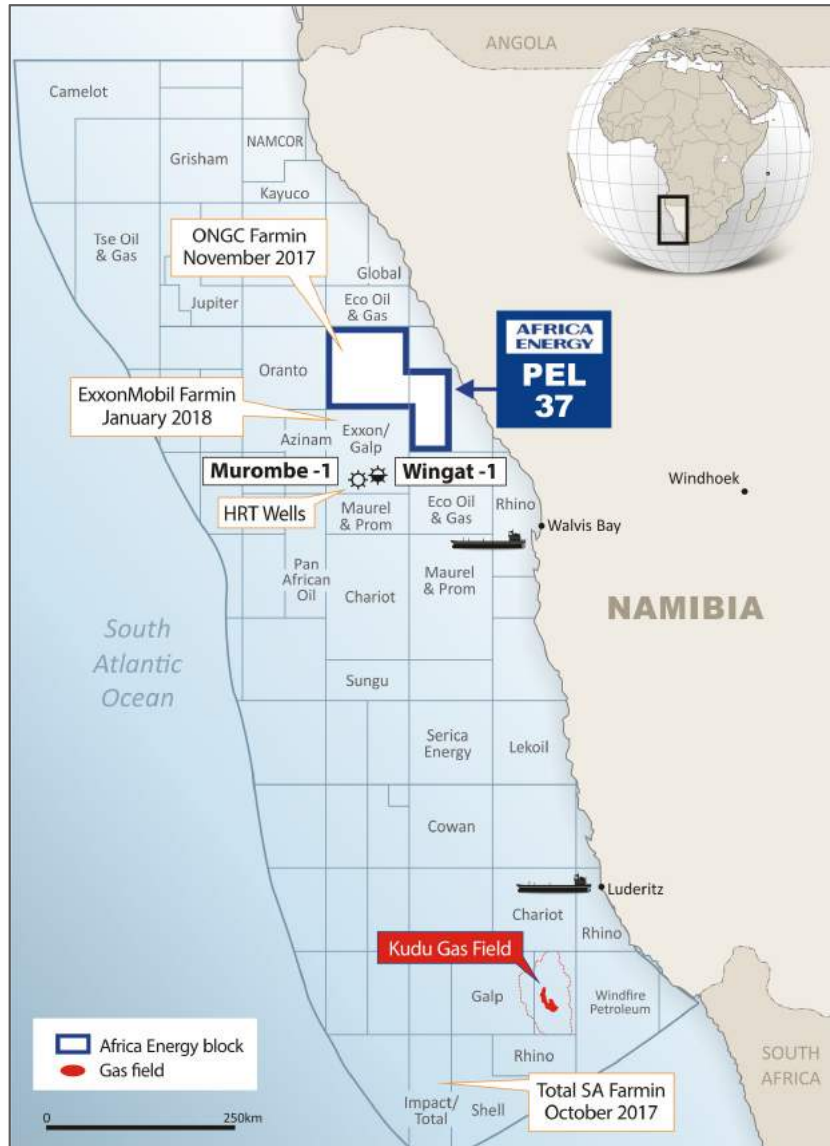 ANGOLA
Camelot
NAMCOR
Grisham
Kayuco
ONGC Farmin
November 2017
Tse Oil
& Gas
Global
Jupiter
Eco Oil
& Gas
AFRICA
ENERGY
PEL
37
Oranto
ExxonMobil Farmin
January 2018
Azinam
Exxon/
Galp
Murombe -1
Wingat -1
Windhoek
HRT Wells
Maurel
& Prom
Eco Oil
& Gas
Rhino
Walvis Bay
Pan
African
Oil
Chariot
Maurel
& Prom
NAMIBIA
South
Atlantic
Ocean
Sungu
Serica
Energy
Lekoil
Cowan
Luderitz
Chariot
Rhino
Kudu Gas Field
Galp
Windfire
Petroleum
Rhino
SOUTH
AFRICA
Africa Energy block
Gas field
Total SA Farmin
October 2017
Impact/
Total
Shell
0
250km